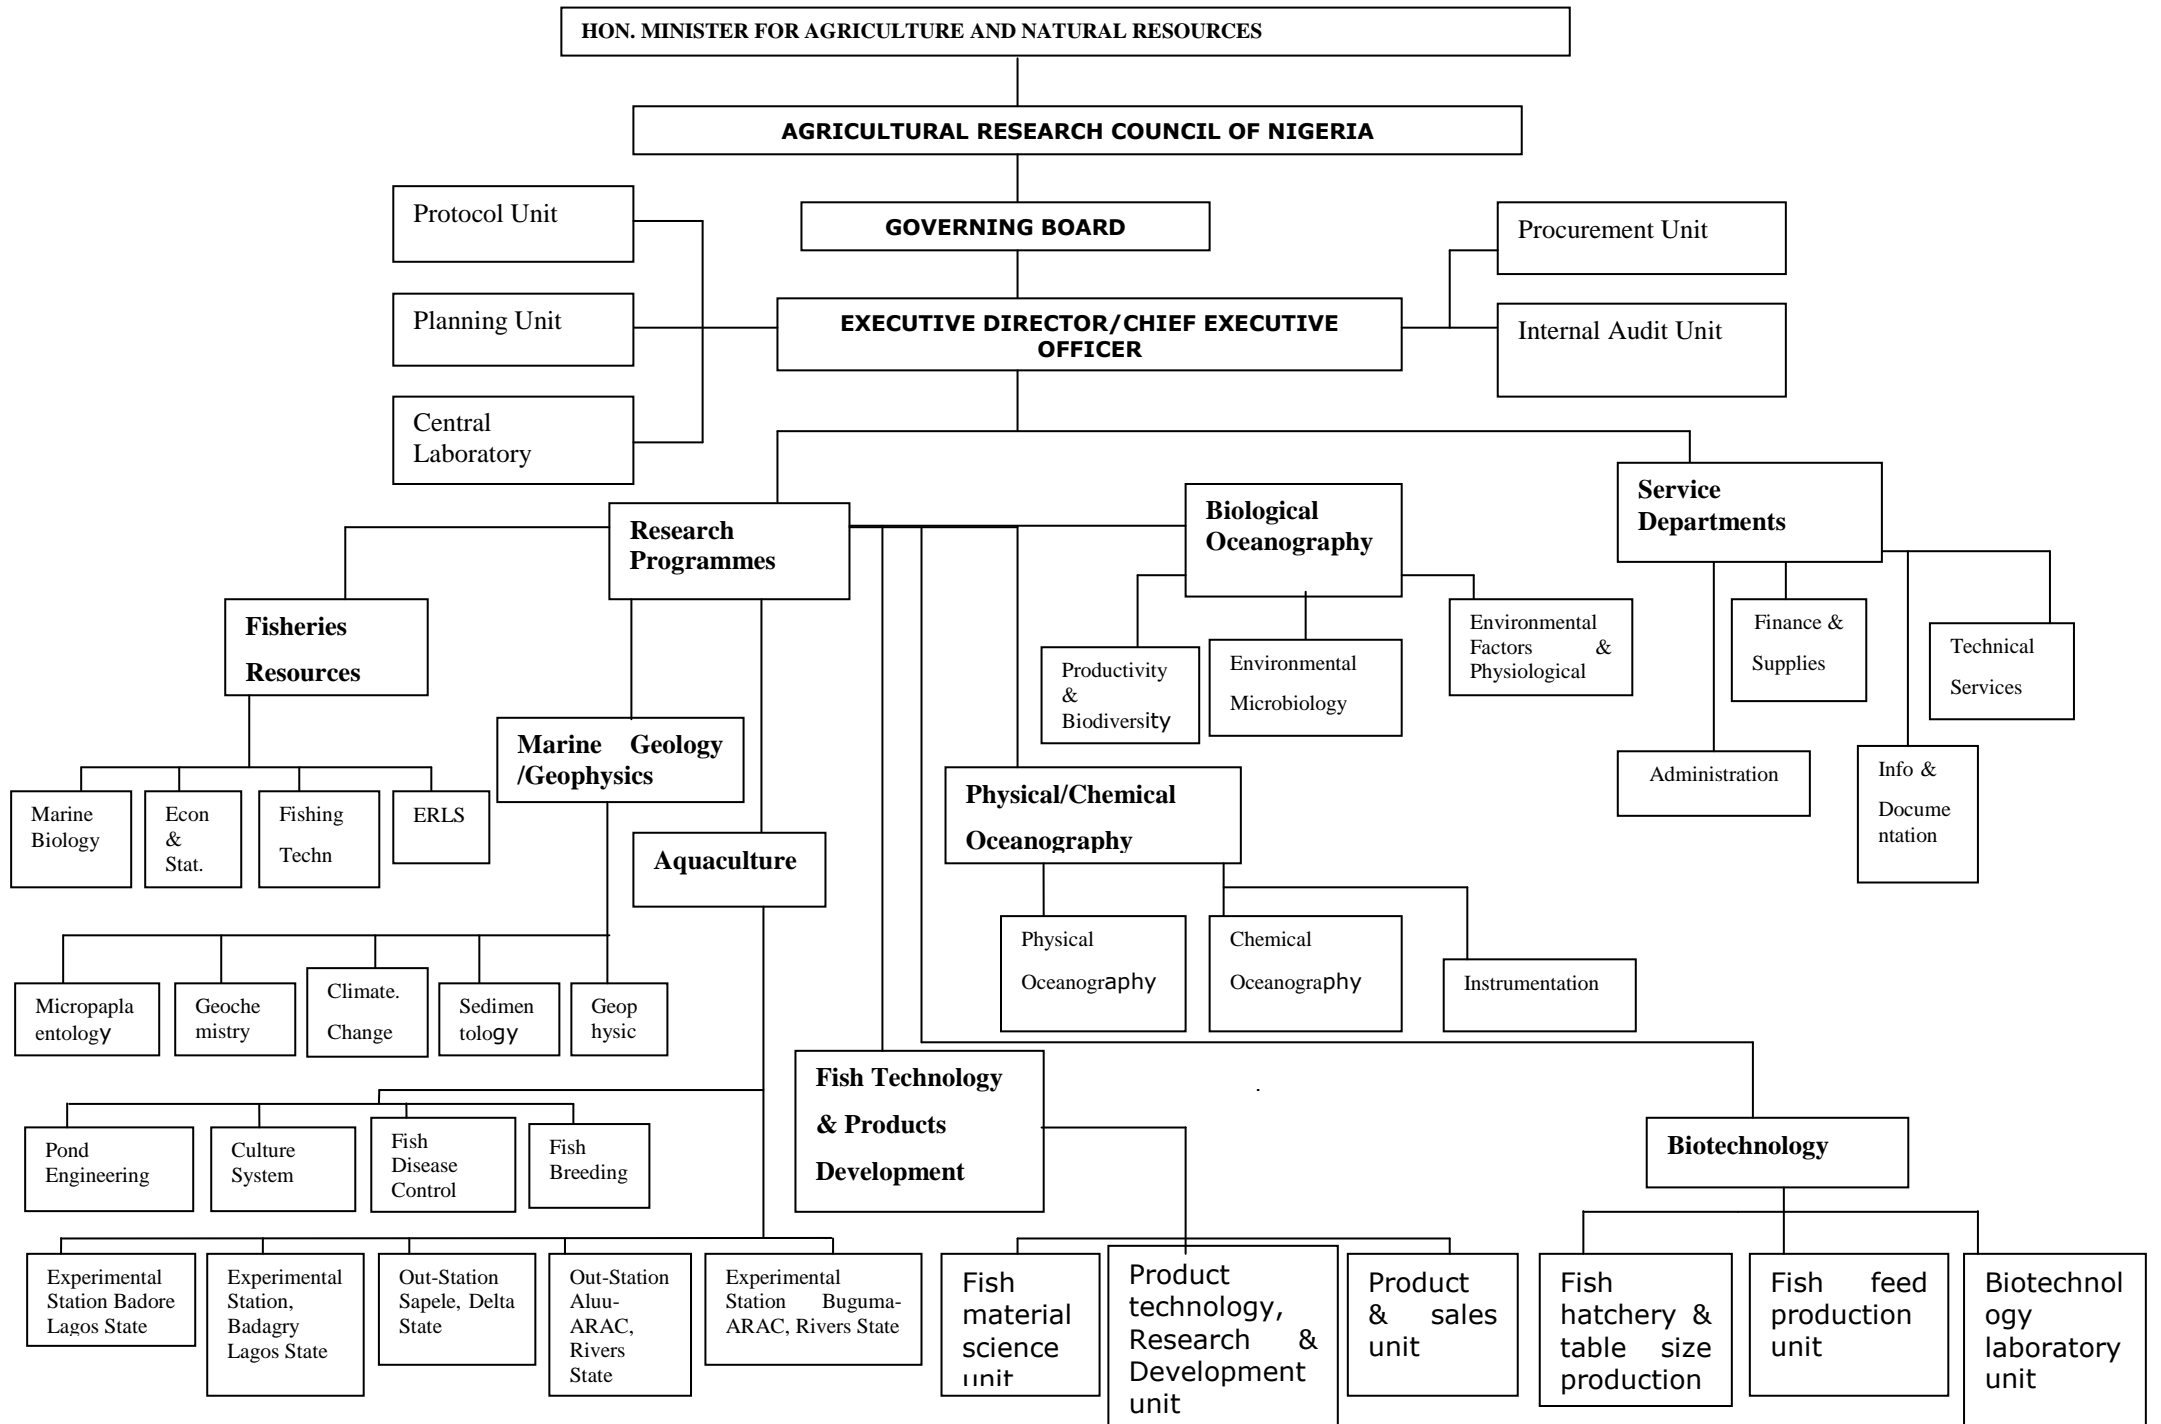 HON. MINISTER FOR AGRICULTURE AND NATURAL RESOURCES
AGRICULTURAL RESEARCH COUNCIL OF NIGERIA
Protocol Unit
GOVERNING BOARD
Procurement Unit
Planning Unit
EXECUTIVE DIRECTOR/CHIEF EXECUTIVE
OFFICER
Internal Audit Unit
Central
Laboratory
Research
Programmes
Biological
Oceanography
Service
Departments
Fisheries
Resources
Productivity
&
Biodiversity
Environmental
Microbiology
Environmental
Factors &
Physiological
Finance &
Supplies
Technical
Services
Marine Geology
/Geophysics
Physical/Chemical
Oceanography
Administration
Info &
Docume
ntation
Marine
Biology
Econ
&
Stat.
Fishing
Techn
ERLS
Aquaculture
Physical
Oceanography
Chemical
Oceanography
Instrumentation
Micropapla
entology
Geoche
mistry
Climate.
Change
Sedimen
tology
Geop
hysic
Fish Technology
& Products
Development
Biotechnology
Pond
Engineering
Culture
System
Fish
Disease
Control
Fish
Breeding
Experimental
Station Badore
Lagos State
Experimental
Station,
Badagry
Lagos State
Out-Station
Sapele, Delta
State
Out-Station
Aluu-
ARAC,
Rivers
State
Experimental
Station Buguma-
ARAC, Rivers State
Fish
material
science
unit
Product
technology,
Research &
Development
unit
Product
& sales
unit
Fish
hatchery &
table size
production
Fish feed
production
unit
Biotechnol
ogy
laboratory
unit